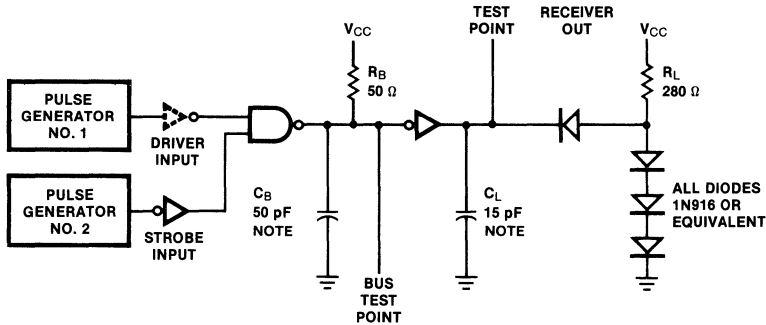 TEST
POINT
RECEIVER
OUT
VCC
VCC
RB
50 Ω
RL
280 Ω
PULSE
GENERATOR
NO. 1
DRIVER
INPUT
PULSE
GENERATOR
NO. 2
STROBE
INPUT
CB
50 pF
NOTE
CL
15 pF
NOTE
ALL DIODES
1N916 OR
EQUIVALENT
BUS
TEST
POINT